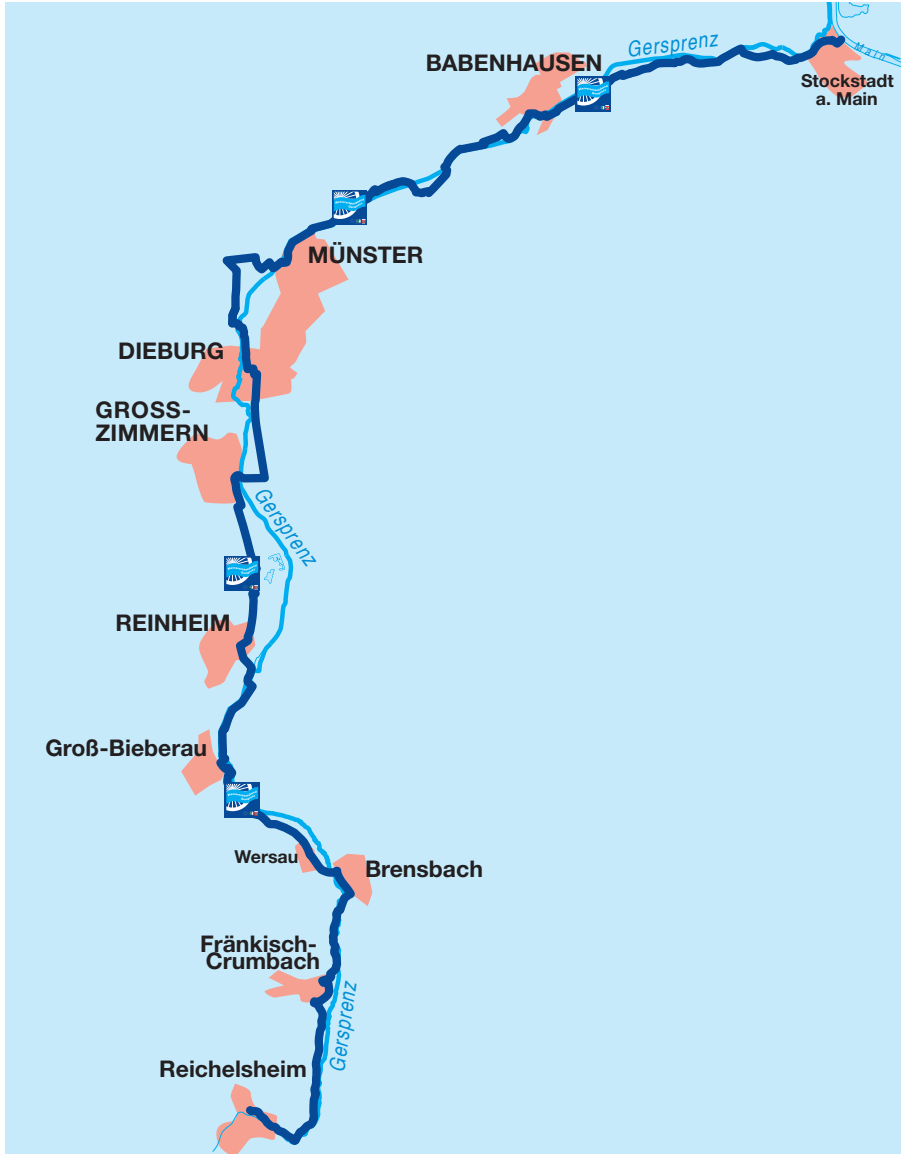 Gersprenz
Main
BABENHAUSEN
Stockstadt
a. Main
MÜNSTER
DIEBURG
GROSS-
ZIMMERN
Gersprenz
REINHEIM
Groß-Bieberau
Wersau
Brensbach
Fränkisch-
Crumbach
Gersprenz
Reichelsheim